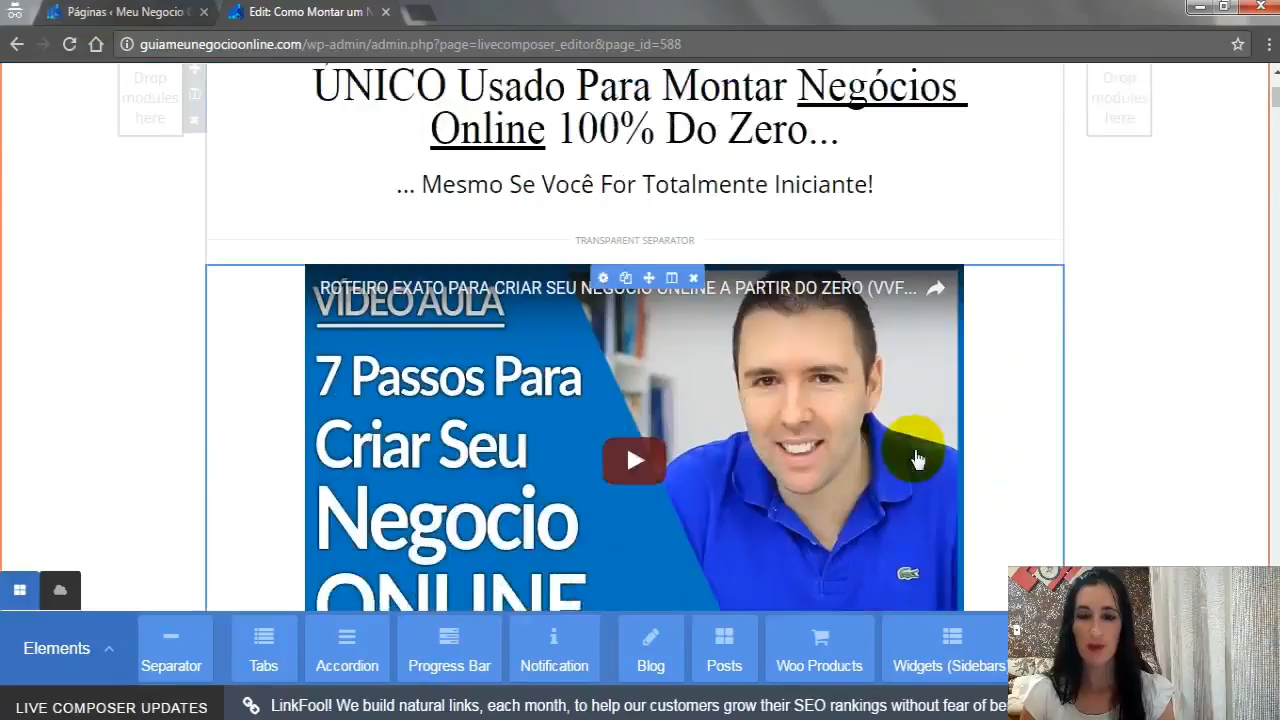 Páginas ‹ Meu Negocio
Edit: Como Montar um N
guiameunegocioonline.com/wp-admin/admin.php?page=livecomposer_editor&page_id=588
Drop
modules
here
ÚNICO Usado Para Montar Negócios
Online 100% Do Zero...
... Mesmo Se Você For Totalmente Iniciante!
Drop
modules
here
TRANSPARENT SEPARATOR
ROTEIRO EXATO PARA CRIAR SEU NEGOCIO ONLINE A PARTIR DO ZERO (VVF...
VÍDEO AULA
7 Passos Para
Criar Seu
Negocio
ONLINE
Elements
Separator
Tabs
Accordion
Progress Bar
Notification
Blog
Posts
Woo Products
Widgets (Sidebars
LIVE COMPOSER UPDATES
LinkFool! We build natural links, each month, to help our customers grow their SEO rankings without fear of be